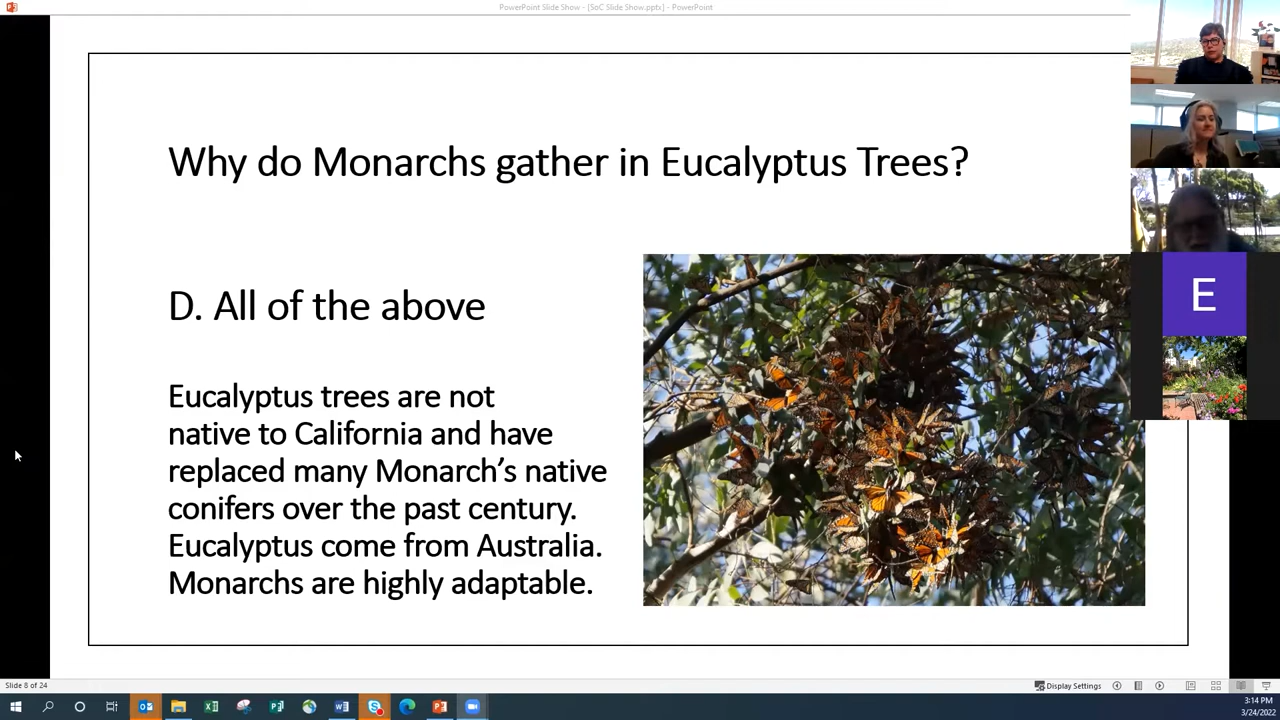 PowerPoint Slide Show - [SoC Slide Show.ppts] - PowerPoint
Why do Monarchs gather in Eucalyptus Trees?
D. All of the above
Eucalyptus trees are not
native to California and have
replaced many Monarch's native
conifers over the past century.
Eucalyptus come from Australia.
Monarchs are highly adaptable.
E
Slide 8 of 24
Display Settings
3:14 PM
3/24/2022